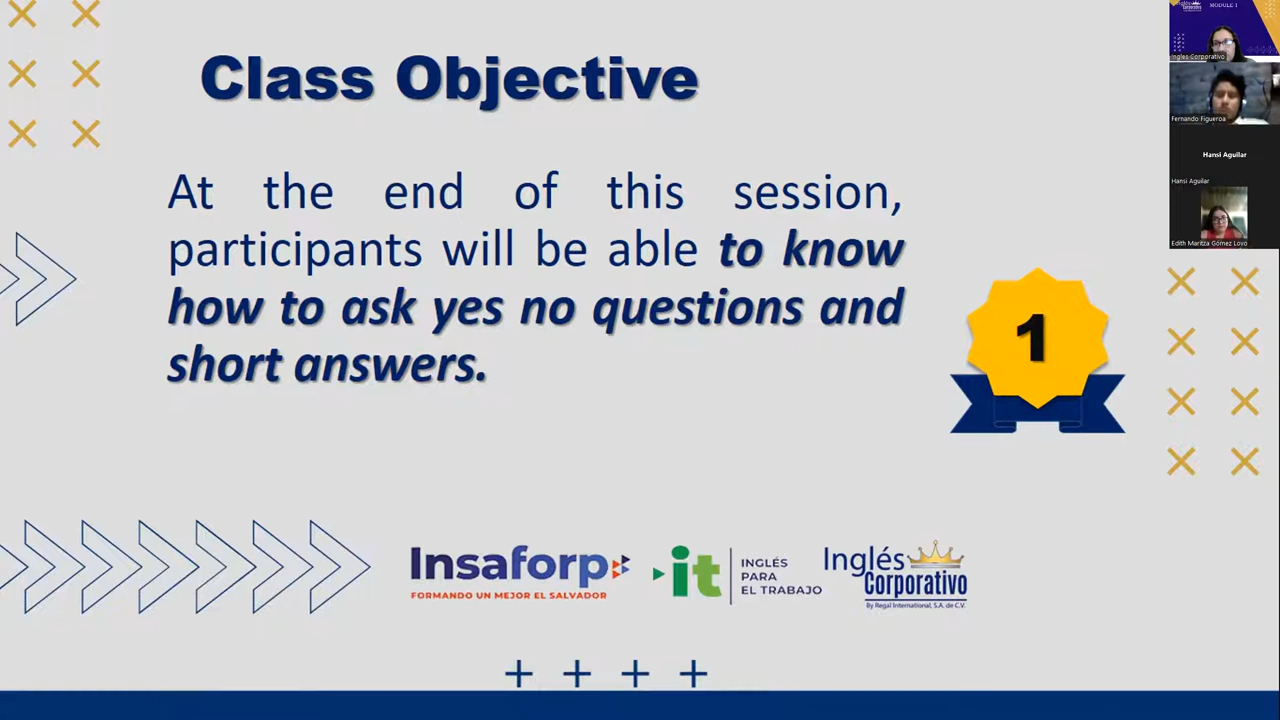 Class Objective
At the end of this session,
participants will be able to know
how to ask yes no questions and
short answers.
1
Insaforp
FORMANDO UN MEJOR EL SALVADOR
it
INGLÉS
PARA
EL TRABAJO
Inglés
Corporativo
By Regal International, S.A. de C.V.
MODULE 1
Ingles Corporativo
Fernando Figueroa
Hansi Aguilar
Hansi Aguilar
Edith Maritza Gómez Lovo